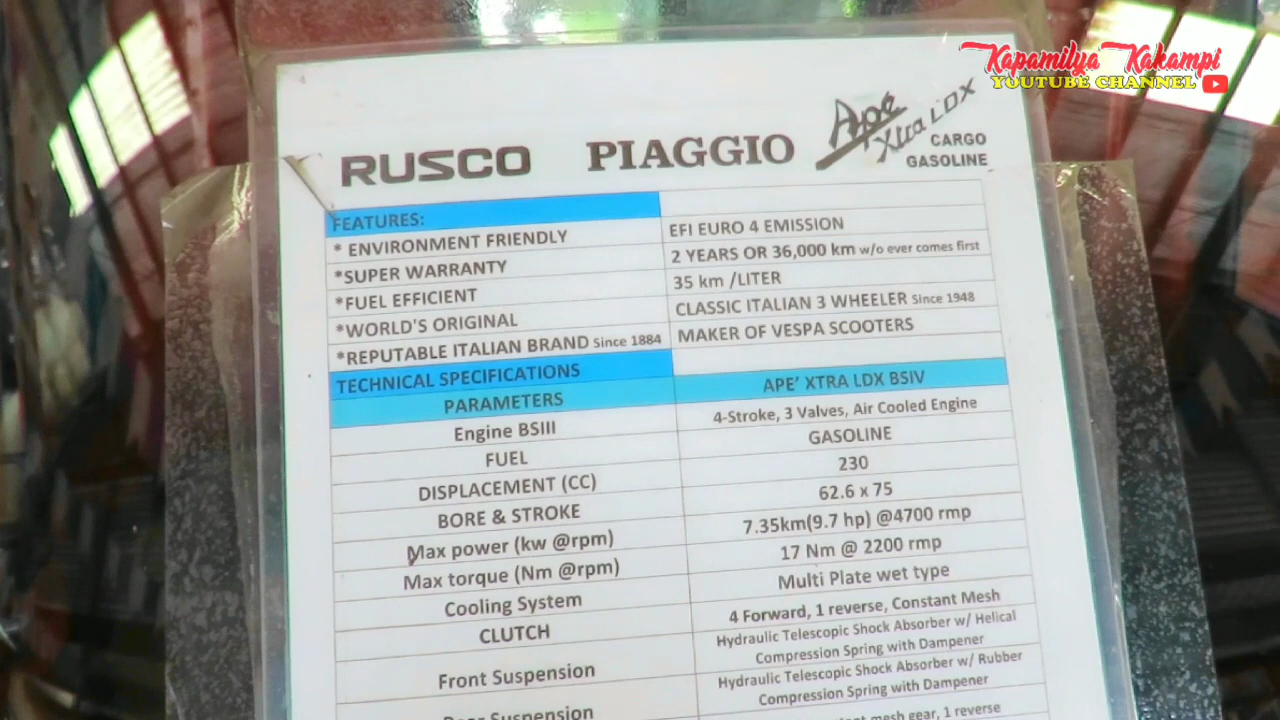 Kapamilya Kakampi
YOUTUBE CHANNEL
RUSCO PIAGGIO Ape Xtra LDX
CARGO
GASOLINE
FEATURES:
* ENVIRONMENT FRIENDLY EFI EURO 4 EMISSION
*SUPER WARRANTY 2 YEARS OR 36,000 km w/o ever comes first
*FUEL EFFICIENT 35 km /LITER
*WORLD'S ORIGINAL CLASSIC ITALIAN 3 WHEELER Since 1948
*REPUTABLE ITALIAN BRAND Since 1884 MAKER OF VESPA SCOOTERS
TECHNICAL SPECIFICATIONS
PARAMETERS APE' XTRA LDX BSIV
Engine BSIII 4-Stroke, 3 Valves, Air Cooled Engine
FUEL GASOLINE
DISPLACEMENT (CC) 230
BORE & STROKE 62.6 x 75
Max power (kw @rpm) 7.35km(9.7 hp) @4700 rmp
Max torque (Nm @rpm) 17 Nm @ 2200 rmp
Cooling System Multi Plate wet type
CLUTCH 4 Forward, 1 reverse, Constant Mesh
Front Suspension Hydraulic Telescopic Shock Absorber w/ Helical
Compression Spring with Dampener
Hydraulic Telescopic Shock Absorber w/ Rubber
Compression Spring with Dampener
Suspension mesh gear, 1 reverse